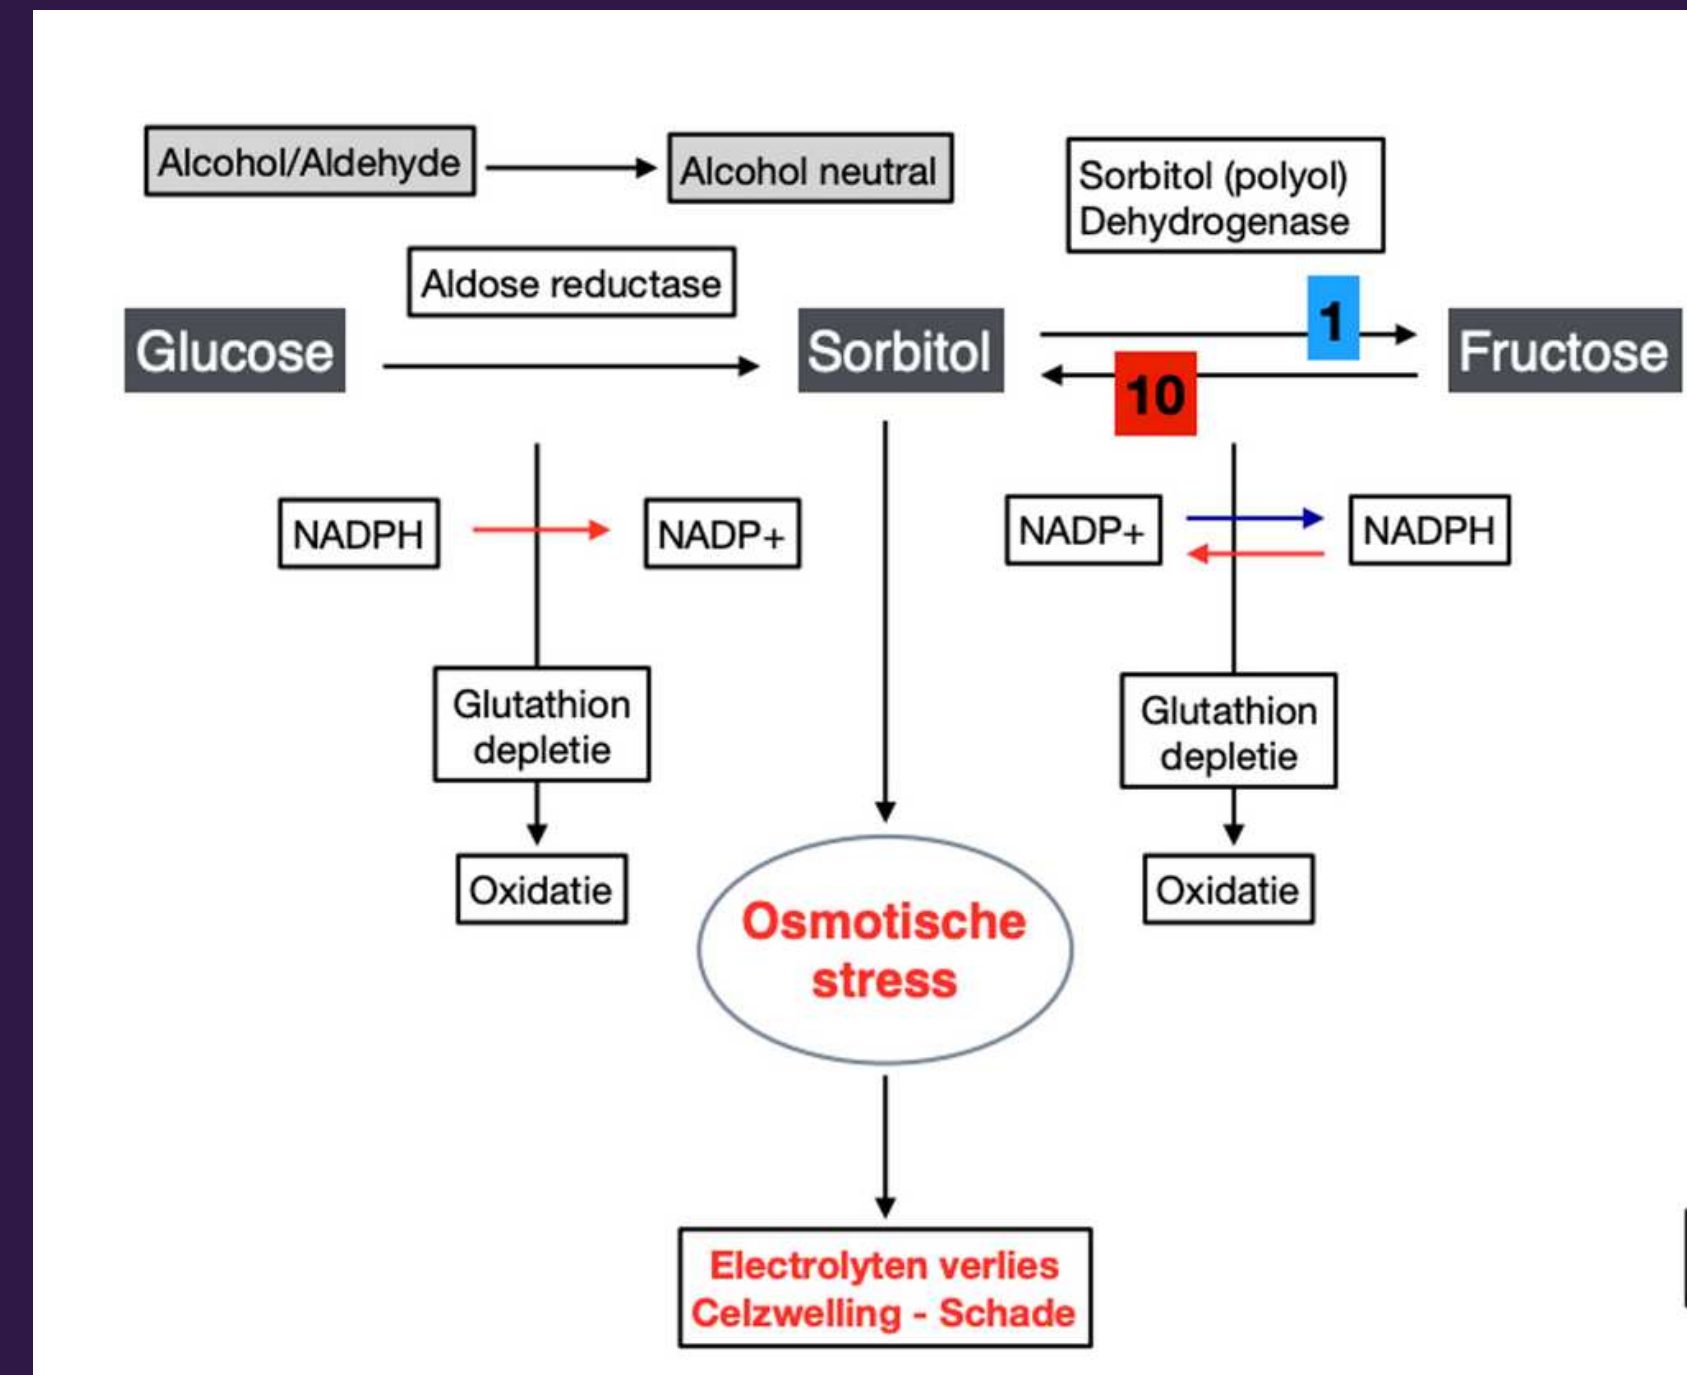 Alcohol/Aldehyde
Alcohol neutral
Sorbitol (polyol)
Dehydrogenase
Aldose reductase
Glucose
Sorbitol
1
10
Fructose
NADPH
NADP+
NADP+
NADPH
Glutathion
depletie
Glutathion
depletie
Oxidatie
Oxidatie
Osmotische
stress
Electrolyten verlies
Celzwelling - Schade